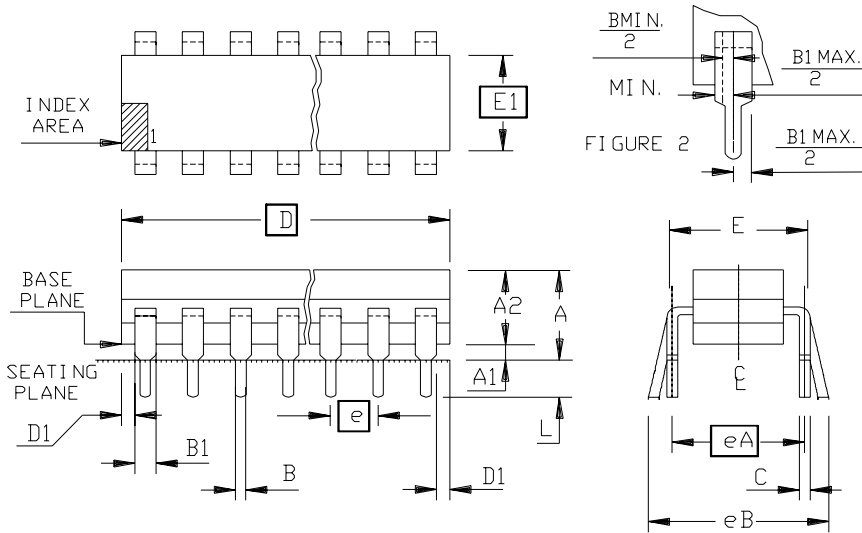 BMIN.
2
B1 MAX.
2
MIN.
E1
INDEX
AREA
1
FIGURE 2
B1 MAX.
2
D
E
BASE
PLANE
A2
A
SEATING
PLANE
A1
C
L
D1
e
L
eA
B1
B
D1
C
eB